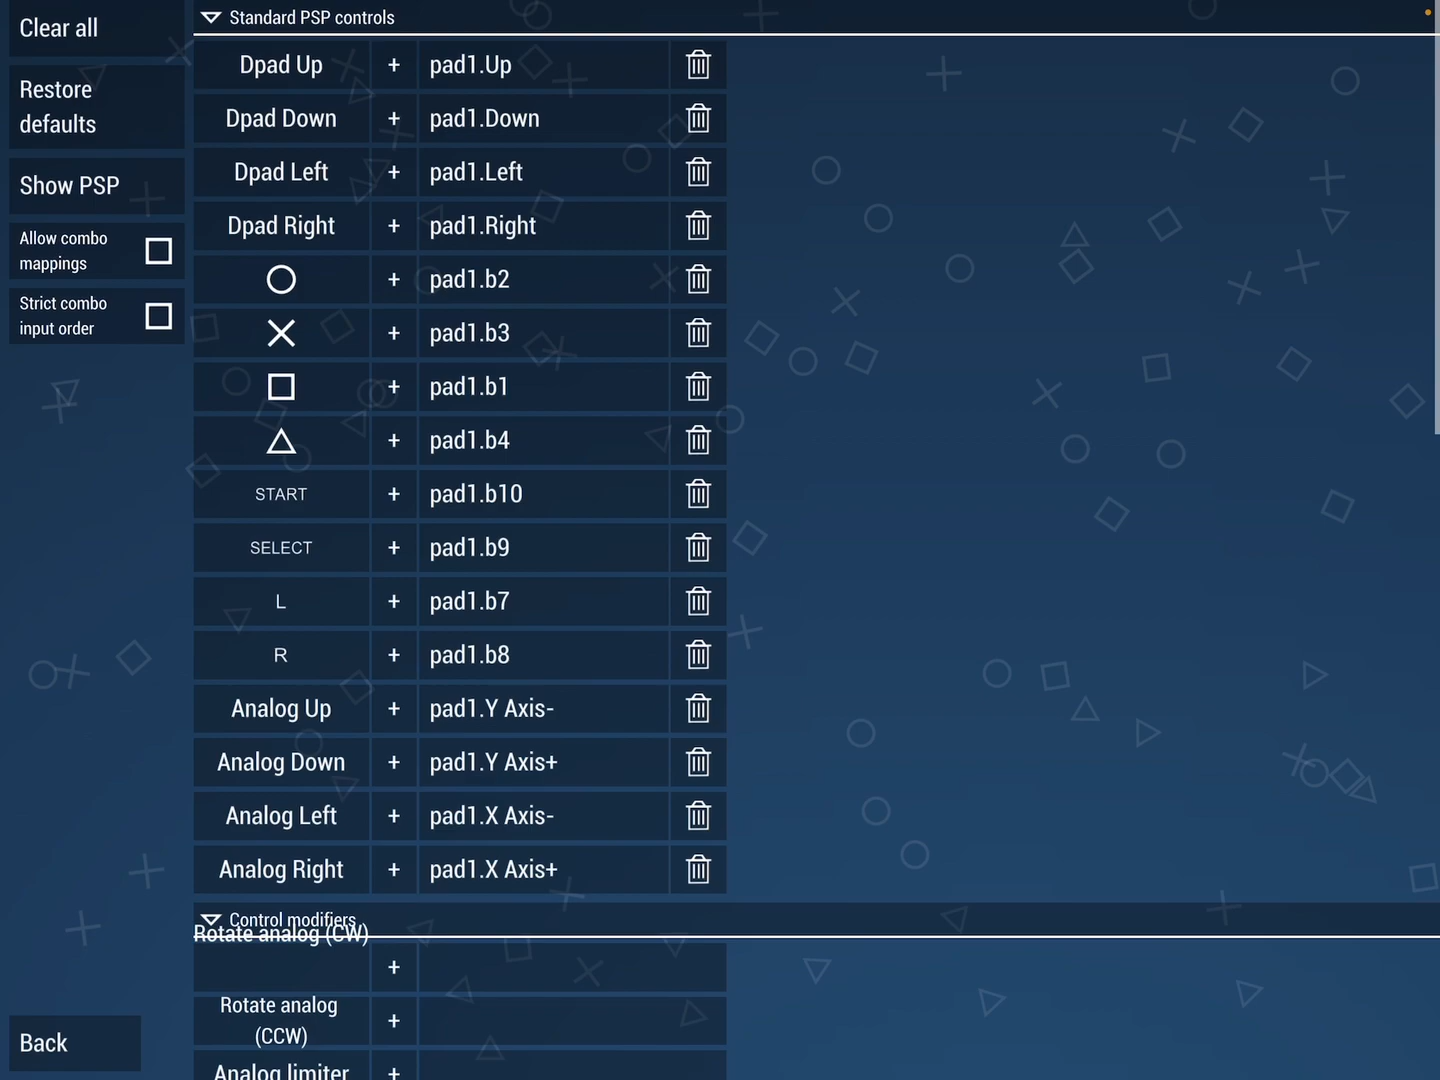 Clear all
Restore
defaults
Show PSP
Allow combo
mappings
Strict combo
input order
Back
Standard PSP controls
Dpad Up + pad1.Up
Dpad Down + pad1.Down
Dpad Left + pad1.Left
Dpad Right + pad1.Right
+ pad1.b2
+ pad1.b3
+ pad1.b1
+ pad1.b4
START + pad1.b10
SELECT + pad1.b9
L + pad1.b7
R + pad1.b8
Analog Up + pad1.Y Axis-
Analog Down + pad1.Y Axis+
Analog Left + pad1.X Axis-
Analog Right + pad1.X Axis+
Control modifiers
Rotate analog (CW)
+
Rotate analog
(CCW) +
Analog limiter +